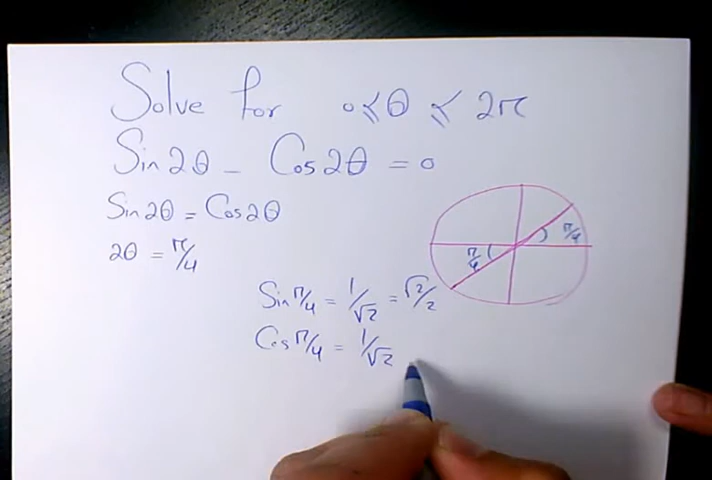 Solve for 0 ≤ θ ≤ 2π
Sin2θ - Cos2θ = 0
Sin2θ = Cos2θ
2θ = π/4
π/4
π/4
Sin π/4 = 1/√2 = √2/2
Cos π/4 = 1/√2